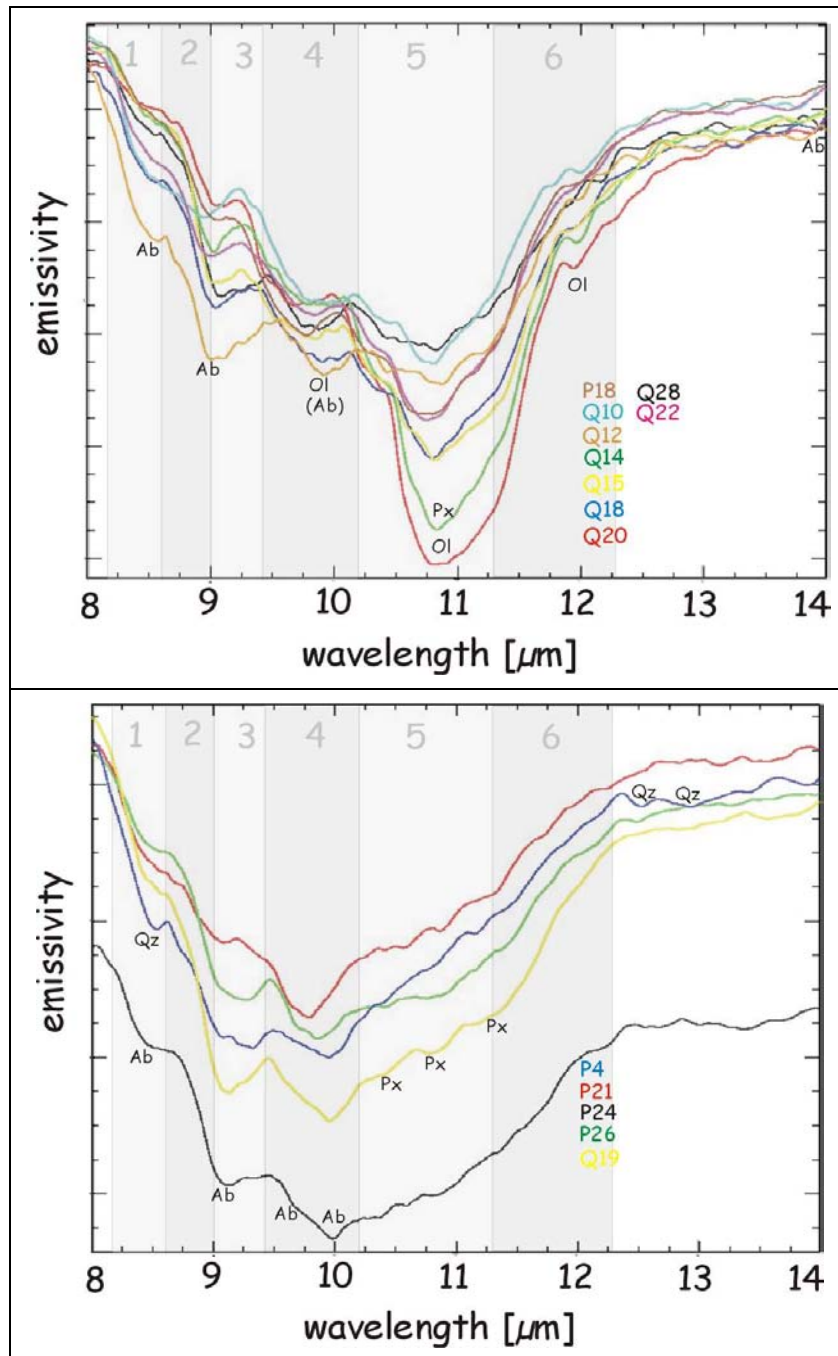 1 2 3 4 5 6
Ab
Ab
Ab
Ol
Ol
(Ab)
Px
Ol
P18 Q28
Q10 Q22
Q12
Q14
Q15
Q18
Q20
emissivity
8 9 10 11 12 13 14
wavelength [µm]
1 2 3 4 5 6
Qz Qz
Qz
Px
Ab
Px Px
P4
P21
P24
P26
Q19
Ab Ab Ab
emissivity
8 9 10 11 12 13 14
wavelength [µm]